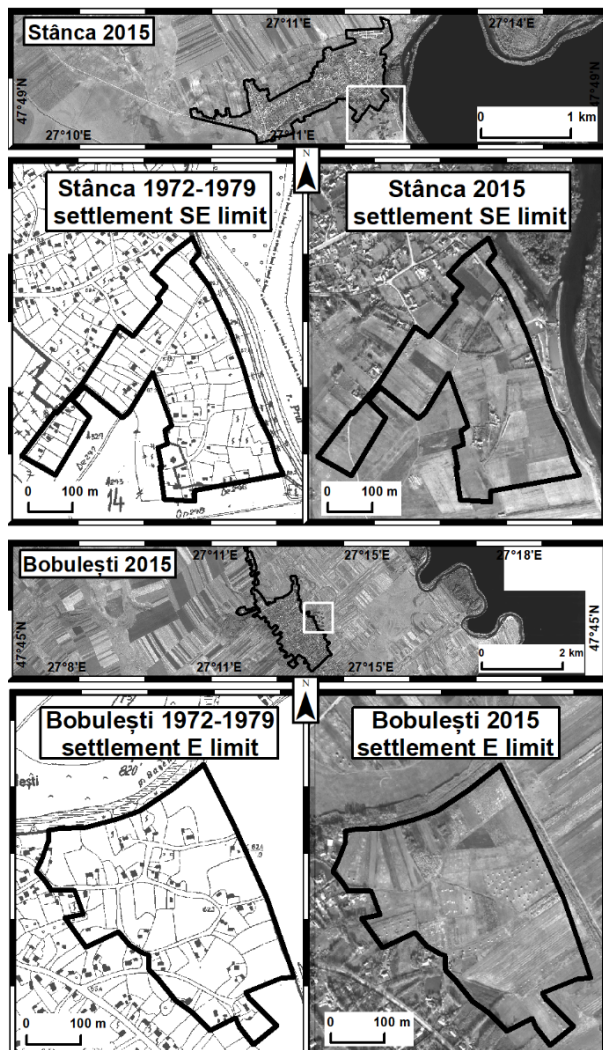 27°11'E
27°14'E
Stânca 2015
47°49'N
47°49'N
27°10'E
27°11'E
0
1
km
N
Stânca 1972-1979
settlement SE limit
Stânca 2015
settlement SE limit
0
100 m
14
0
100 m
27°11'E
27°15'E
27°18'E
Bobulești 2015
47°45'N
47°45'N
27°8'E
27°11'E
27°15'E
0
2
km
N
Bobulești 1972-1979
settlement E limit
Bobulești 2015
settlement E limit
820
0
100 m
0
100 m